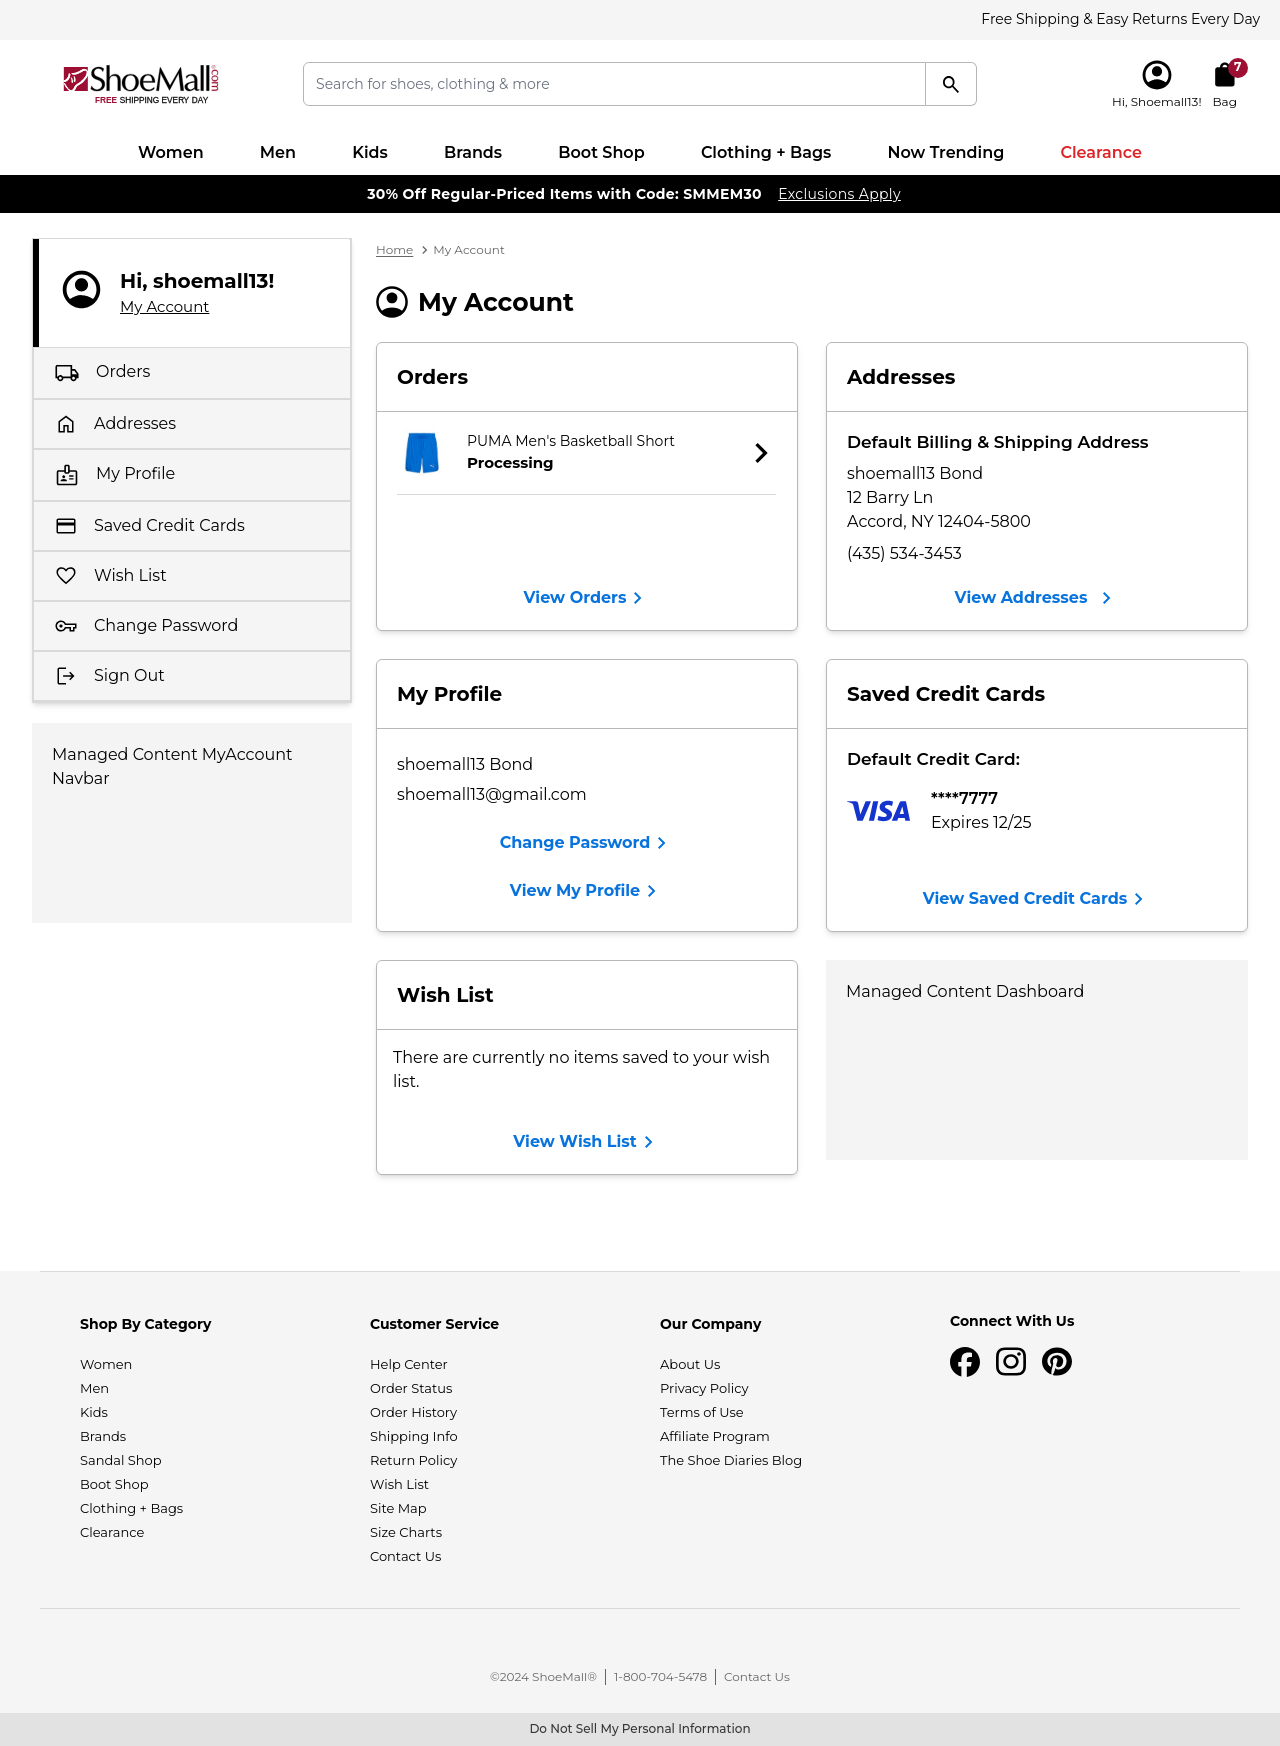 Free Shipping & Easy Returns Every Day
ShoeMall.com
FREE SHIPPING EVERY DAY
Search for shoes, clothing & more
7
Hi, Shoemall13!
Bag
Women
Men
Kids
Brands
Boot Shop
Clothing + Bags
Now Trending
Clearance
30% Off Regular-Priced Items with Code: SMMEM30 Exclusions Apply
Hi, shoemall13!
My Account
Orders
Addresses
My Profile
Saved Credit Cards
Wish List
Change Password
Sign Out
Managed Content MyAccount
Navbar
Home > My Account
My Account
Orders
PUMA Men's Basketball Short
Processing
View Orders
Addresses
Default Billing & Shipping Address
shoemall13 Bond
12 Barry Ln
Accord, NY 12404-5800
(435) 534-3453
View Addresses
My Profile
shoemall13 Bond
shoemall13@gmail.com
Change Password
View My Profile
Saved Credit Cards
Default Credit Card:
VISA
****7777
Expires 12/25
View Saved Credit Cards
Wish List
There are currently no items saved to your wish
list.
View Wish List
Managed Content Dashboard
Shop By Category
Women
Men
Kids
Brands
Sandal Shop
Boot Shop
Clothing + Bags
Clearance
Customer Service
Help Center
Order Status
Order History
Shipping Info
Return Policy
Wish List
Site Map
Size Charts
Contact Us
Our Company
About Us
Privacy Policy
Terms of Use
Affiliate Program
The Shoe Diaries Blog
Connect With Us
©2024 ShoeMall® | 1-800-704-5478 | Contact Us
Do Not Sell My Personal Information